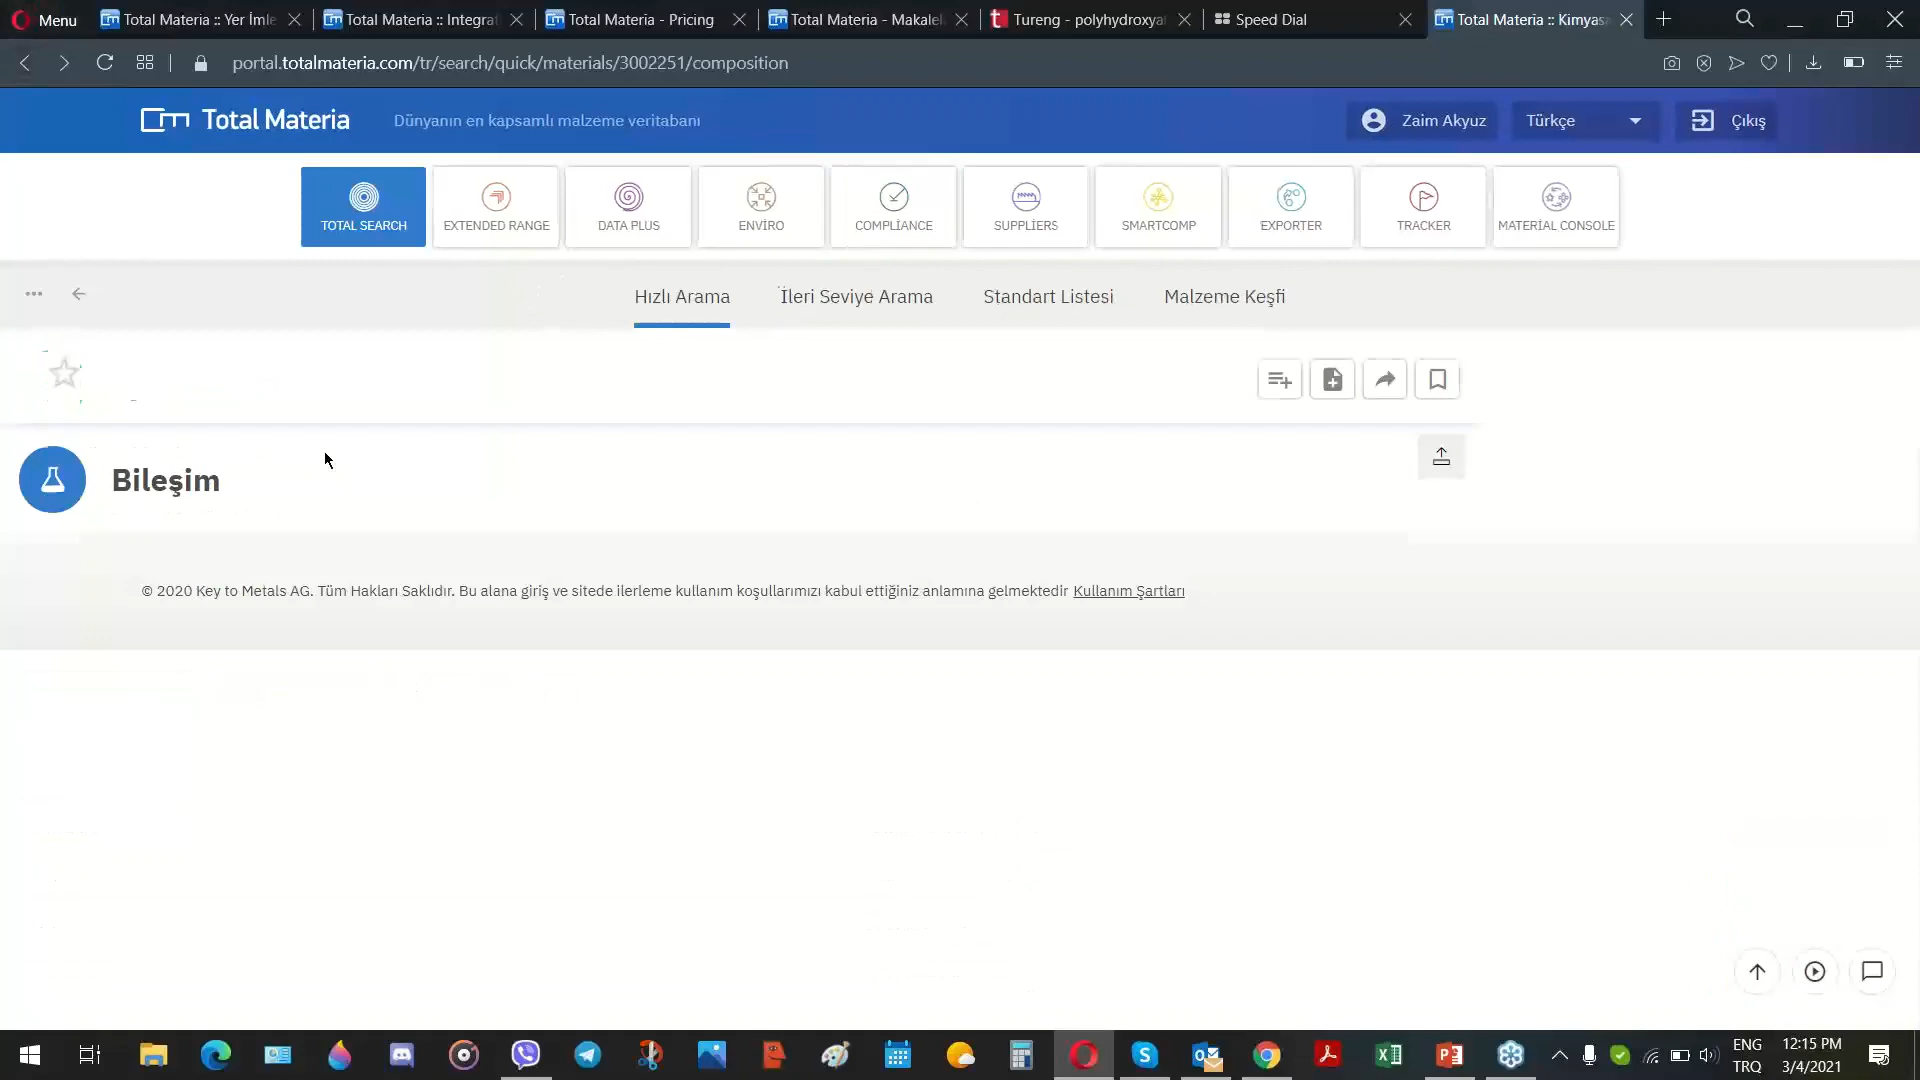 Menu
Total Materia :: Yer İmle
Total Materia :: Integrat
Total Materia - Pricing
Total Materia - Makalel
Tureng - polyhydroxya
Speed Dial
Total Materia :: Kimyas
portal.totalmateria.com/tr/search/quick/materials/3002251/composition
Total Materia
Dünyanın en kapsamlı malzeme veritabanı
Zaim Akyuz
Türkçe
Çıkış
TOTAL SEARCH
EXTENDED RANGE
DATA PLUS
ENVİRO
COMPLİANCE
SUPPLİERS
SMARTCOMP
EXPORTER
TRACKER
MATERİAL CONSOLE
Hızlı Arama
İleri Seviye Arama
Standart Listesi
Malzeme Keşfi
Bileşim
© 2020 Key to Metals AG. Tüm Hakları Saklıdır. Bu alana giriş ve sitede ilerleme kullanım koşullarımızı kabul ettiğiniz anlamına gelmektedir Kullanım Şartları
ENG
TRQ
12:15 PM
3/4/2021